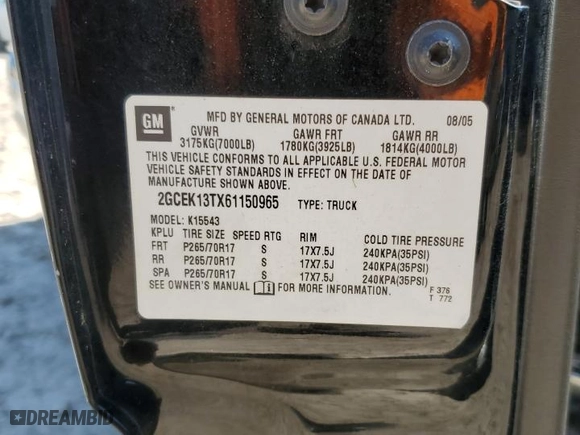 GM
MFD BY GENERAL MOTORS OF CANADA LTD. 08/05
GVWR GAWR FRT GAWR RR
3175KG(7000LB) 1780KG(3925LB) 1814KG(4000LB)
THIS VEHICLE CONFORMS TO ALL APPLICABLE U.S. FEDERAL MOTOR
VEHICLE SAFETY STANDARDS IN EFFECT ON THE DATE OF
MANUFACTURE SHOWN ABOVE.
2GCEK13TX61150965 TYPE: TRUCK
MODEL: K15543
KPLU TIRE SIZE SPEED RTG RIM COLD TIRE PRESSURE
FRT P265/70R17 S 17X7.5J 240KPA(35PSI)
RR P265/70R17 S 17X7.5J 240KPA(35PSI)
SPA P265/70R17 S 17X7.5J 240KPA(35PSI)
SEE OWNER'S MANUAL FOR MORE INFORMATION.
F 376
T 772
DREAMBID